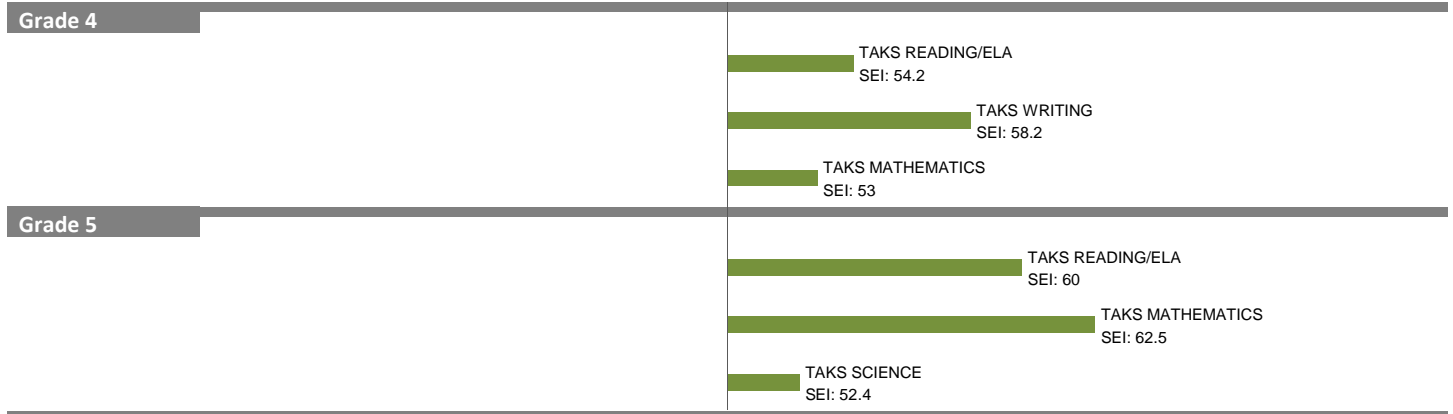 Grade 4
TAKS READING/ELA
SEI: 54.2
TAKS WRITING
SEI: 58.2
TAKS MATHEMATICS
SEI: 53
Grade 5
TAKS READING/ELA
SEI: 60
TAKS MATHEMATICS
SEI: 62.5
TAKS SCIENCE
SEI: 52.4